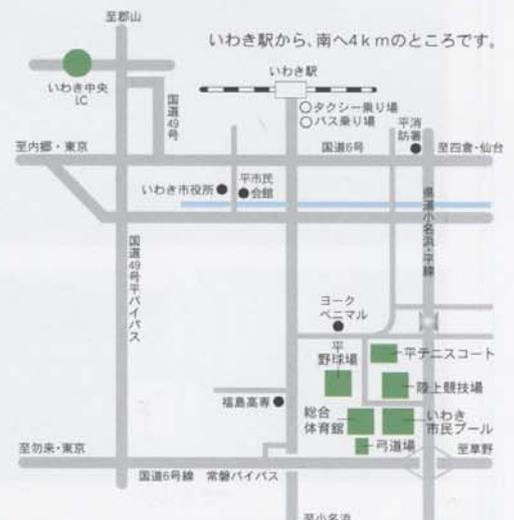 至郡山
いわき駅から、南へ4kmのところです。
いわき中央
I.C
国道49号
いわき駅
○タクシー乗り場
○バス乗り場
平消
防署
至内郷・東京
国道6号
至四倉・仙台
いわき市役所
平市民
会館
県道小名浜・平線
国道49号平バイパス
ヨーク
ベニマル
平
野球場
平テニスコート
陸上競技場
福島高専
総合
体育館
いわき
市民プール
弓道場
至勿来・東京
至草野
国道6号線 常磐バイパス
至小名浜